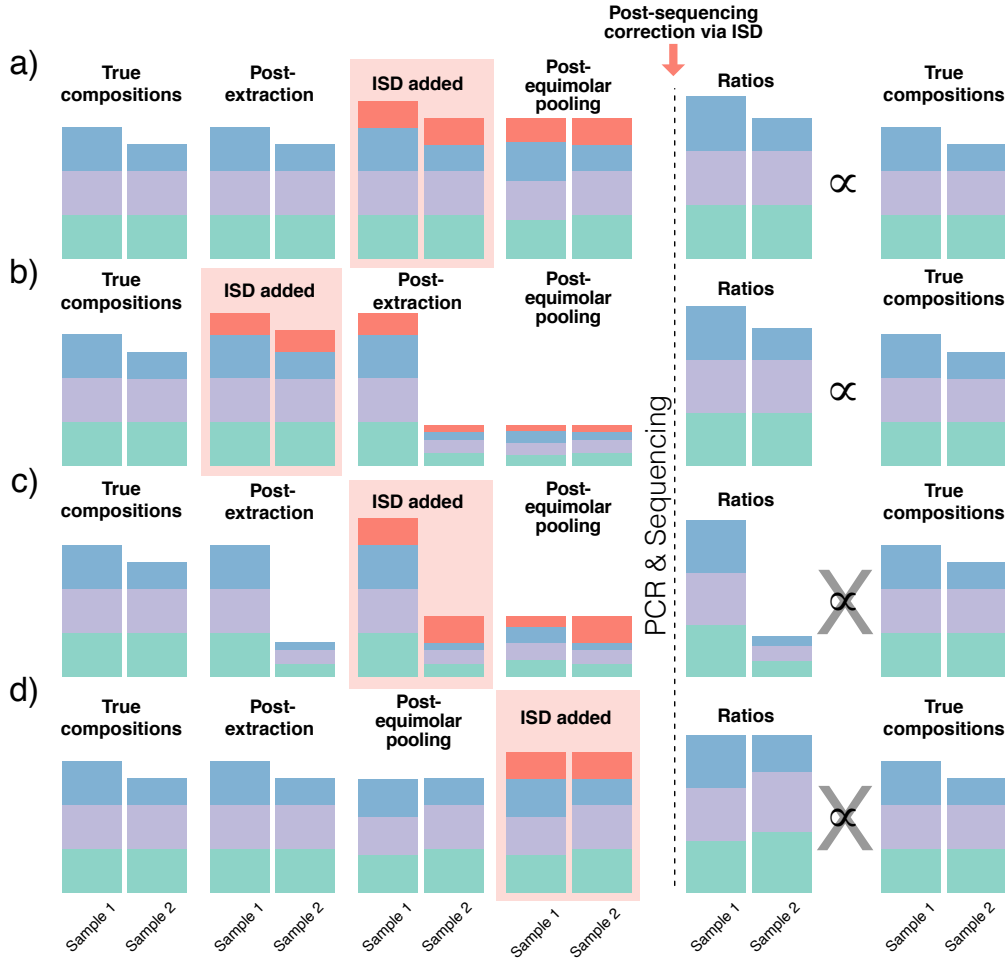 Post-sequencing
correction via ISD
a)
True
compositions
Post-
extraction
ISD added
Post-
equimolar
pooling
Ratios
∝
True
compositions
b)
True
compositions
ISD added
Post-
extraction
Post-
equimolar
pooling
Ratios
∝
True
compositions
PCR & Sequencing
c)
True
compositions
Post-
extraction
ISD added
Post-
equimolar
pooling
Ratios
X
∝
True
compositions
d)
True
compositions
Post-
extraction
Post-
equimolar
pooling
ISD added
Ratios
X
∝
True
compositions
Sample 1
Sample 2
Sample 1
Sample 2
Sample 1
Sample 2
Sample 1
Sample 2
Sample 1
Sample 2
Sample 1
Sample 2